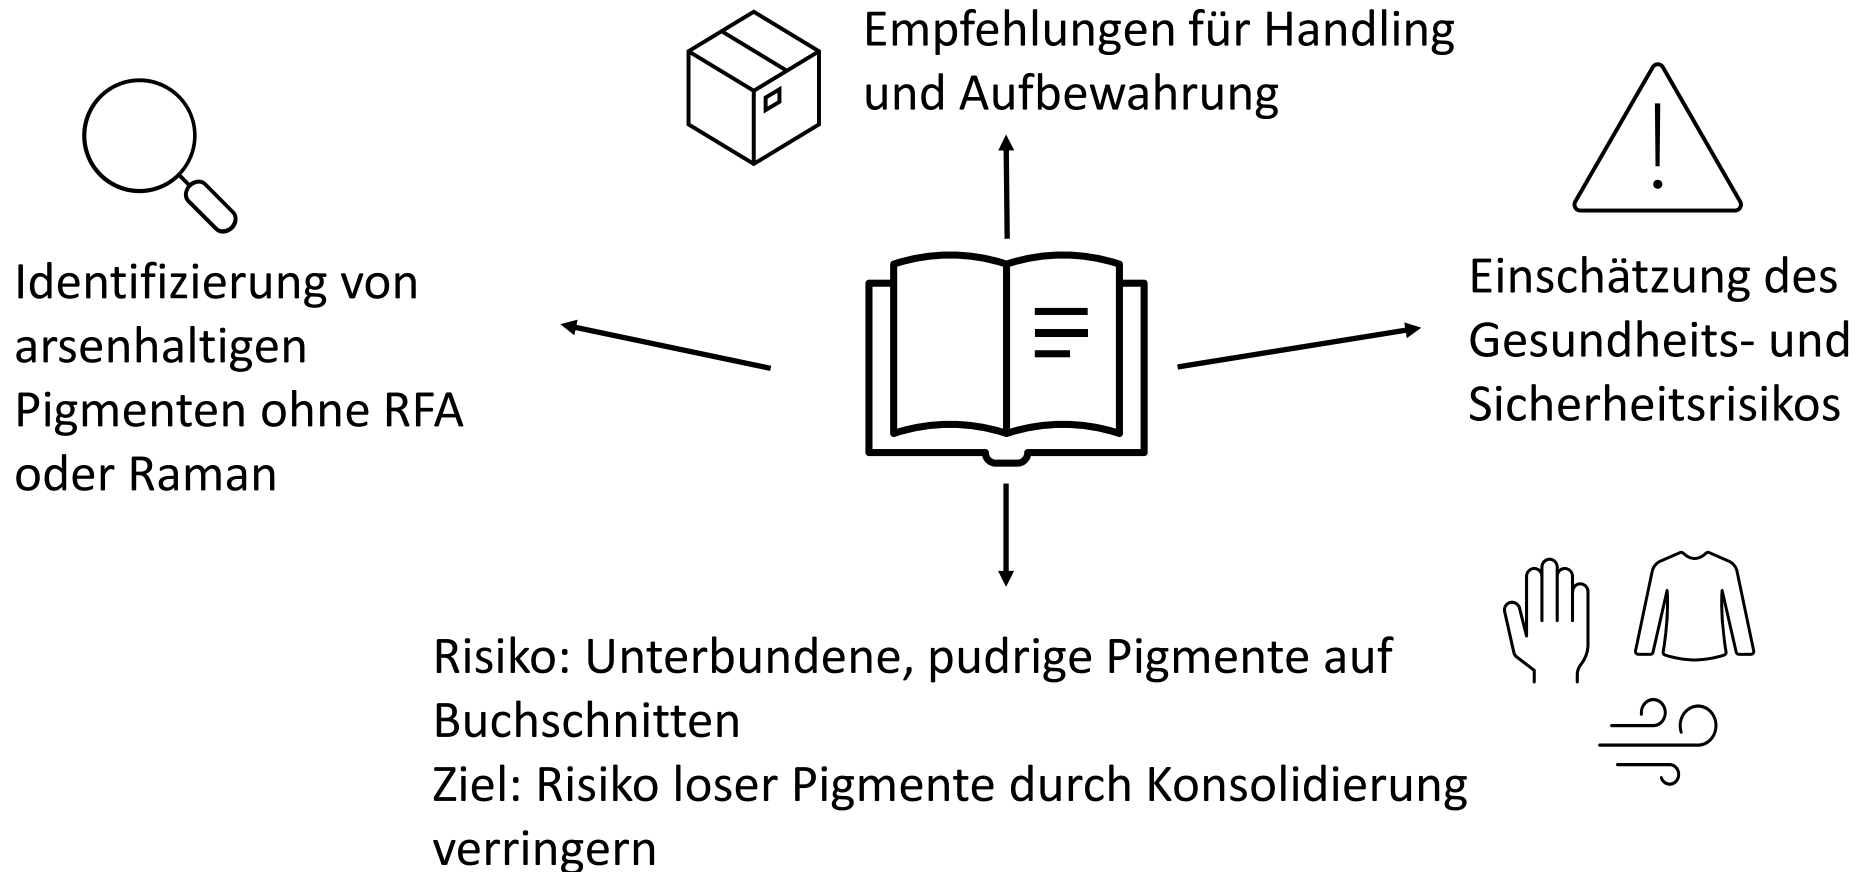 Empfehlungen für Handling
und Aufbewahrung
Identifizierung von
arsenhaltigen
Pigmenten ohne RFA
oder Raman
Einschätzung des
Gesundheits- und
Sicherheitsrisikos
Risiko: Unterbundene, pudrige Pigmente auf
Buchschnitten
Ziel: Risiko loser Pigmente durch Konsolidierung
verringern